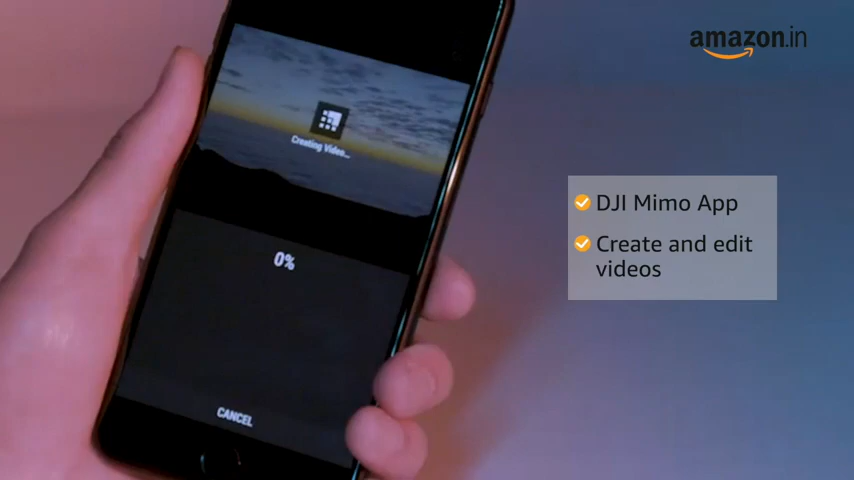 amazon.in
Creating Video...
0%
CANCEL
DJI Mimo App
Create and edit
videos